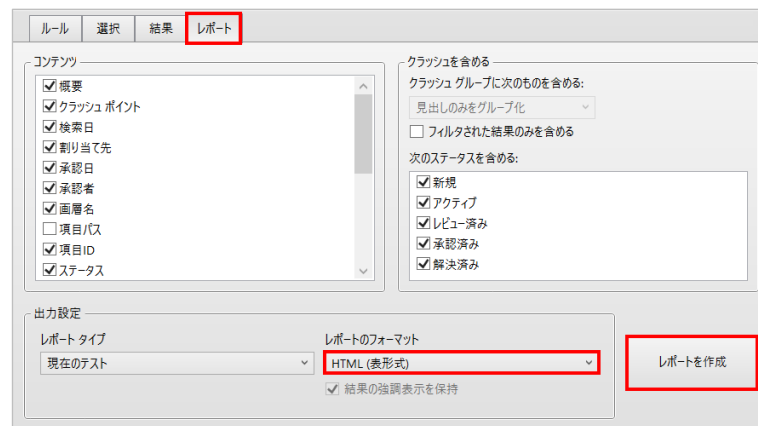 ルール 選択 結果 レポート
コンテンツ
概要
クラッシュ ポイント
検索日
割り当て先
承認日
承認者
画層名
項目パス
項目ID
ステータス
クラッシュを含める
クラッシュ グループに次のものを含める:
見出しのみをグループ化
フィルタされた結果のみを含める
次のステータスを含める:
新規
アクティブ
レビュー済み
承認済み
解決済み
出力設定
レポート タイプ
現在のテスト
レポートのフォーマット
HTML (表形式)
結果の強調表示を保持
レポートを作成